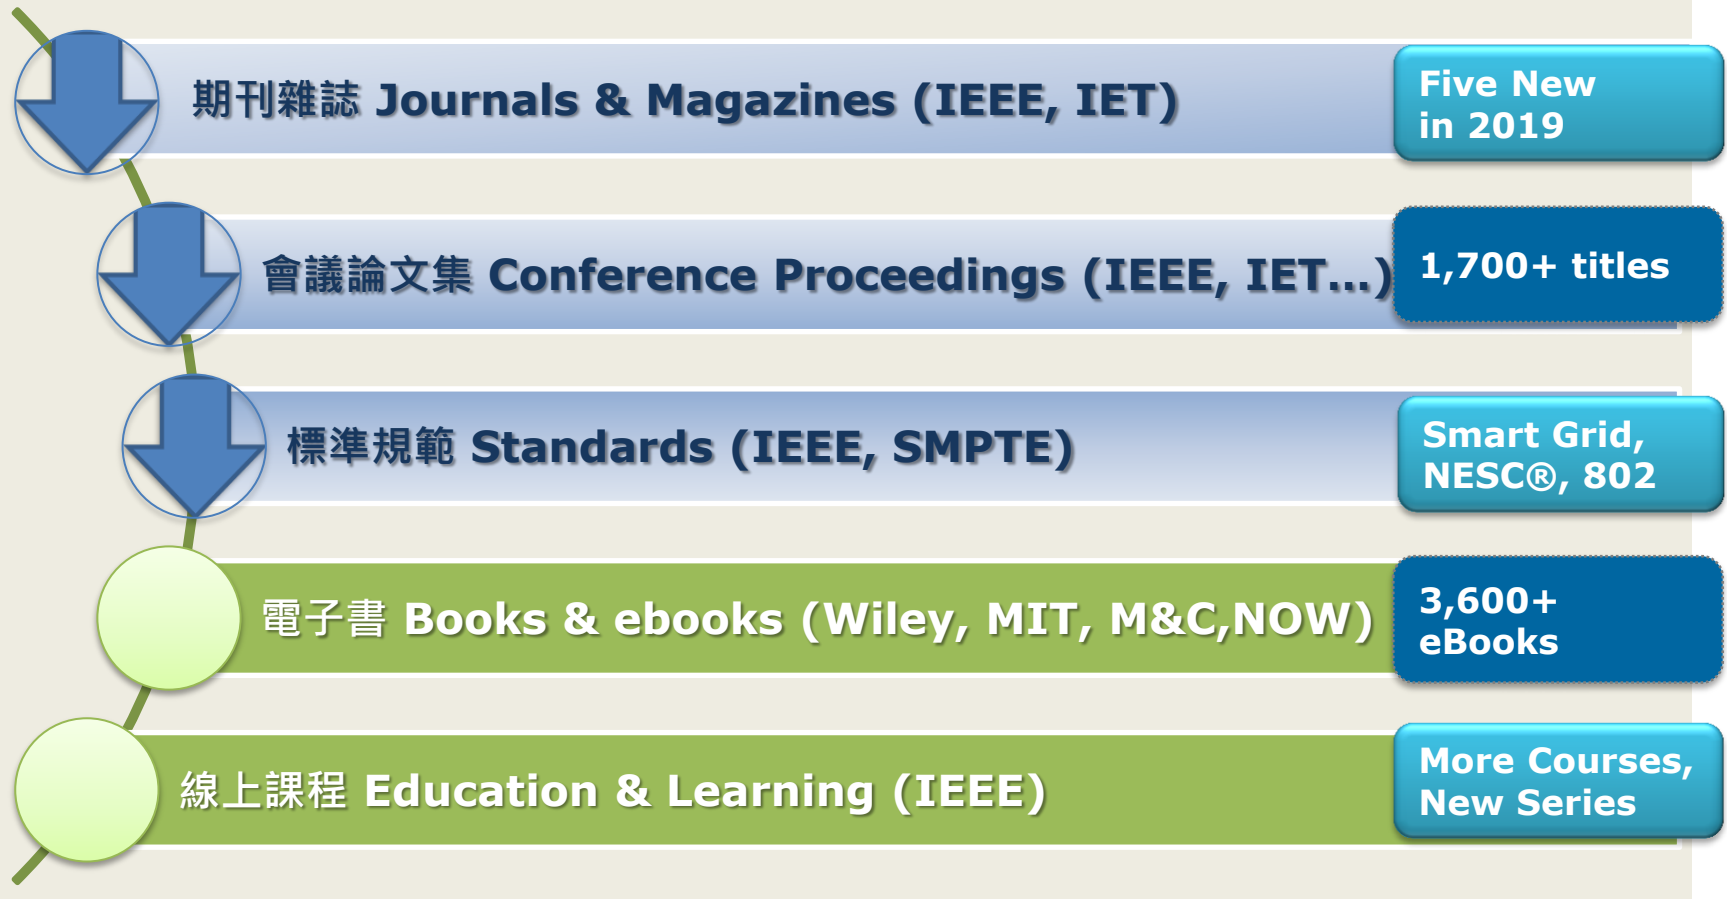 期刊雜誌 Journals & Magazines (IEEE, IET)
Five New
in 2019
會議論文集 Conference Proceedings (IEEE, IET…)
1,700+ titles
標準規範 Standards (IEEE, SMPTE)
Smart Grid,
NESC®, 802
電子書 Books & ebooks (Wiley, MIT, M&C,NOW)
3,600+
eBooks
線上課程 Education & Learning (IEEE)
More Courses,
New Series